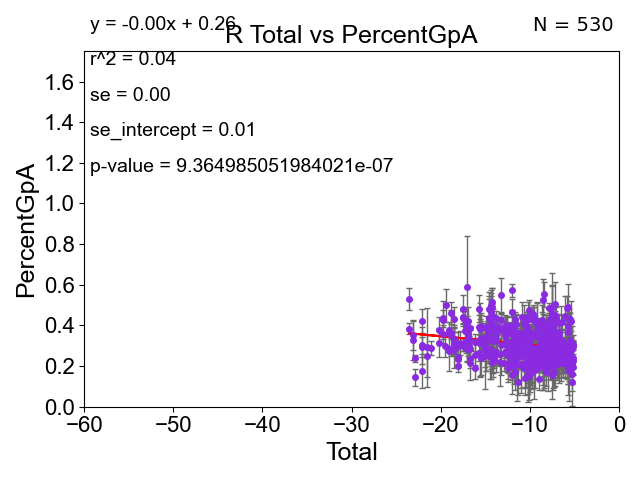 y = -0.00x + 0.26
R Total vs PercentGpA
N = 530
r^2 = 0.04
se = 0.00
se_intercept = 0.01
p-value = 9.364985051984021e-07
PercentGpA
1.6
1.4
1.2
1.0
0.8
0.6
0.4
0.2
0.0
−60 −50 −40 −30 −20 −10 0
Total